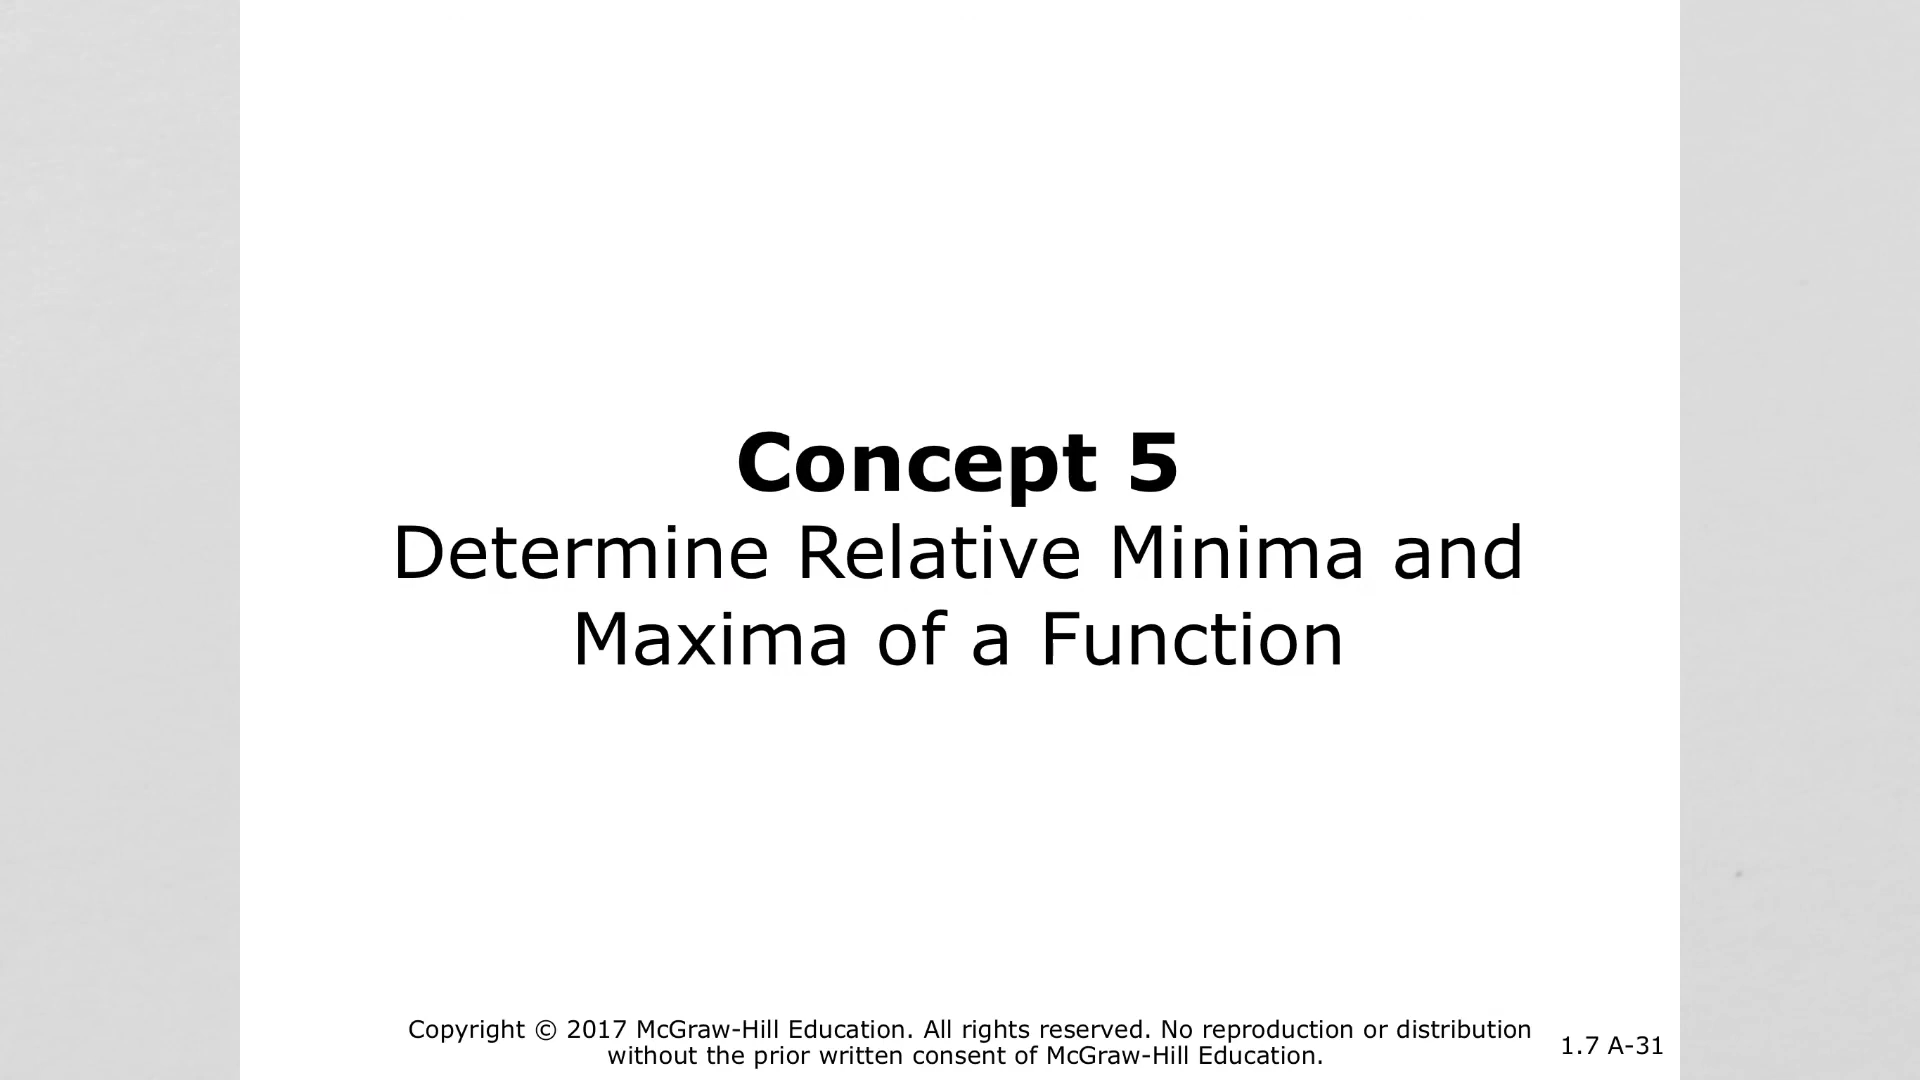 Concept 5
Determine Relative Minima and
Maxima of a Function
Copyright © 2017 McGraw-Hill Education. All rights reserved. No reproduction or distribution
without the prior written consent of McGraw-Hill Education.
1.7 A-31